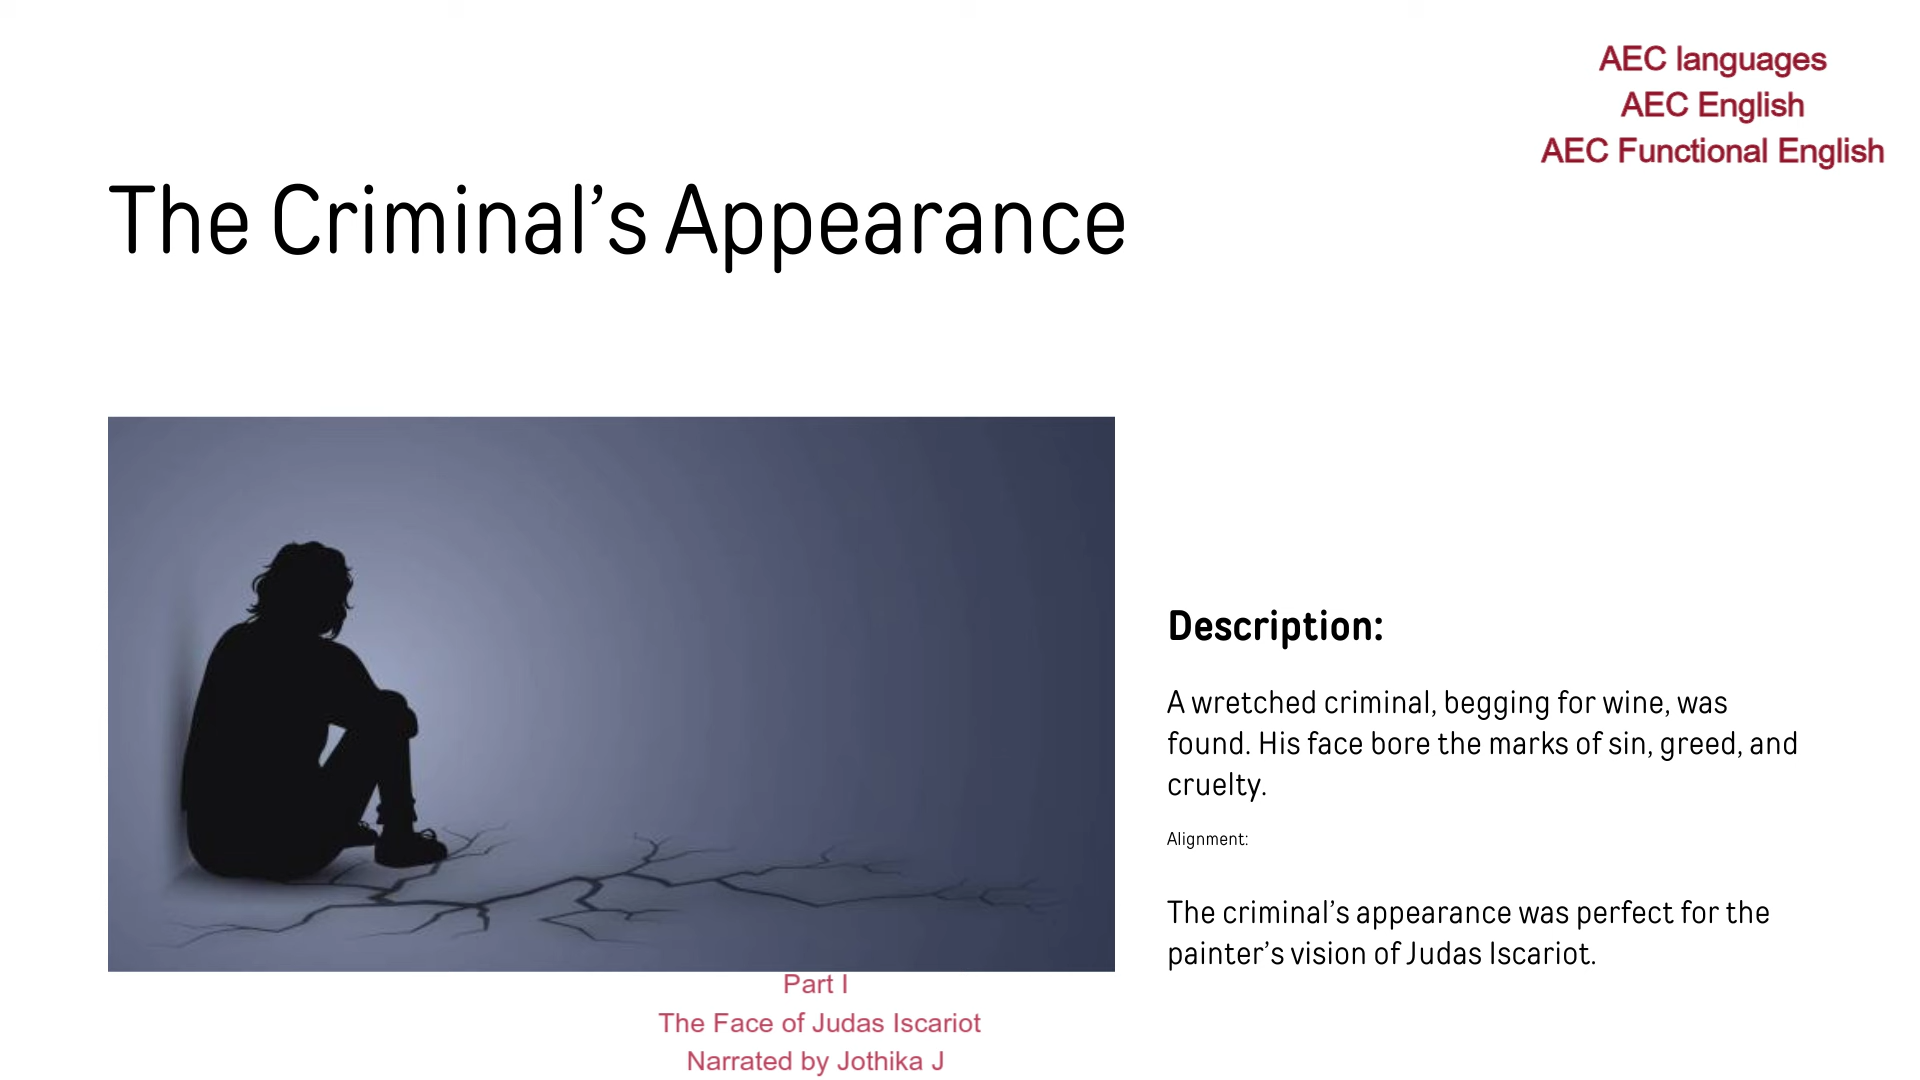 AEC languages
AEC English
AEC Functional English
The Criminal’s Appearance
Description:
A wretched criminal, begging for wine, was
found. His face bore the marks of sin, greed, and
cruelty.
Alignment:
The criminal’s appearance was perfect for the
painter’s vision of Judas Iscariot.
Part I
The Face of Judas Iscariot
Narrated by Jothika J